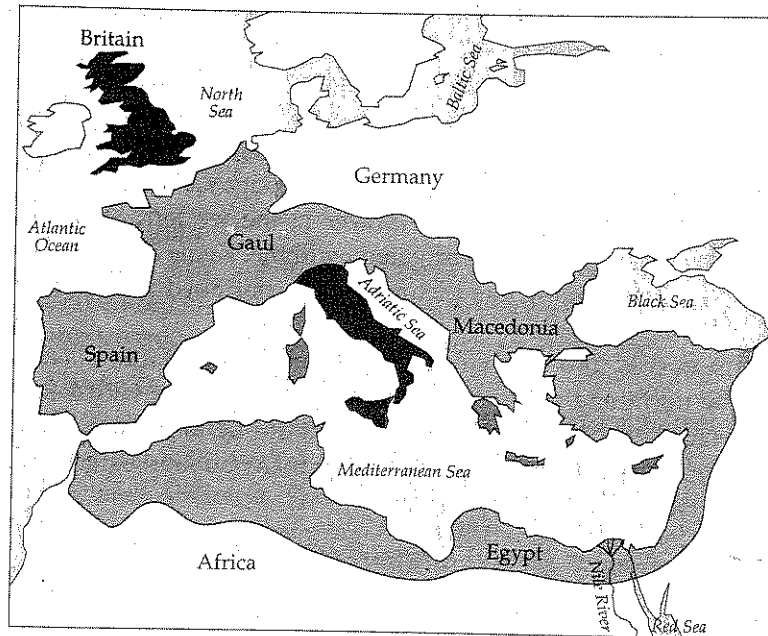 Britain
North
Sea
Baltic Sea
Germany
Atlantic
Ocean
Gaul
Adriatic Sea
Black Sea
Macedonia
Spain
Mediterranean Sea
Africa
Egypt
Nile River
Red Sea